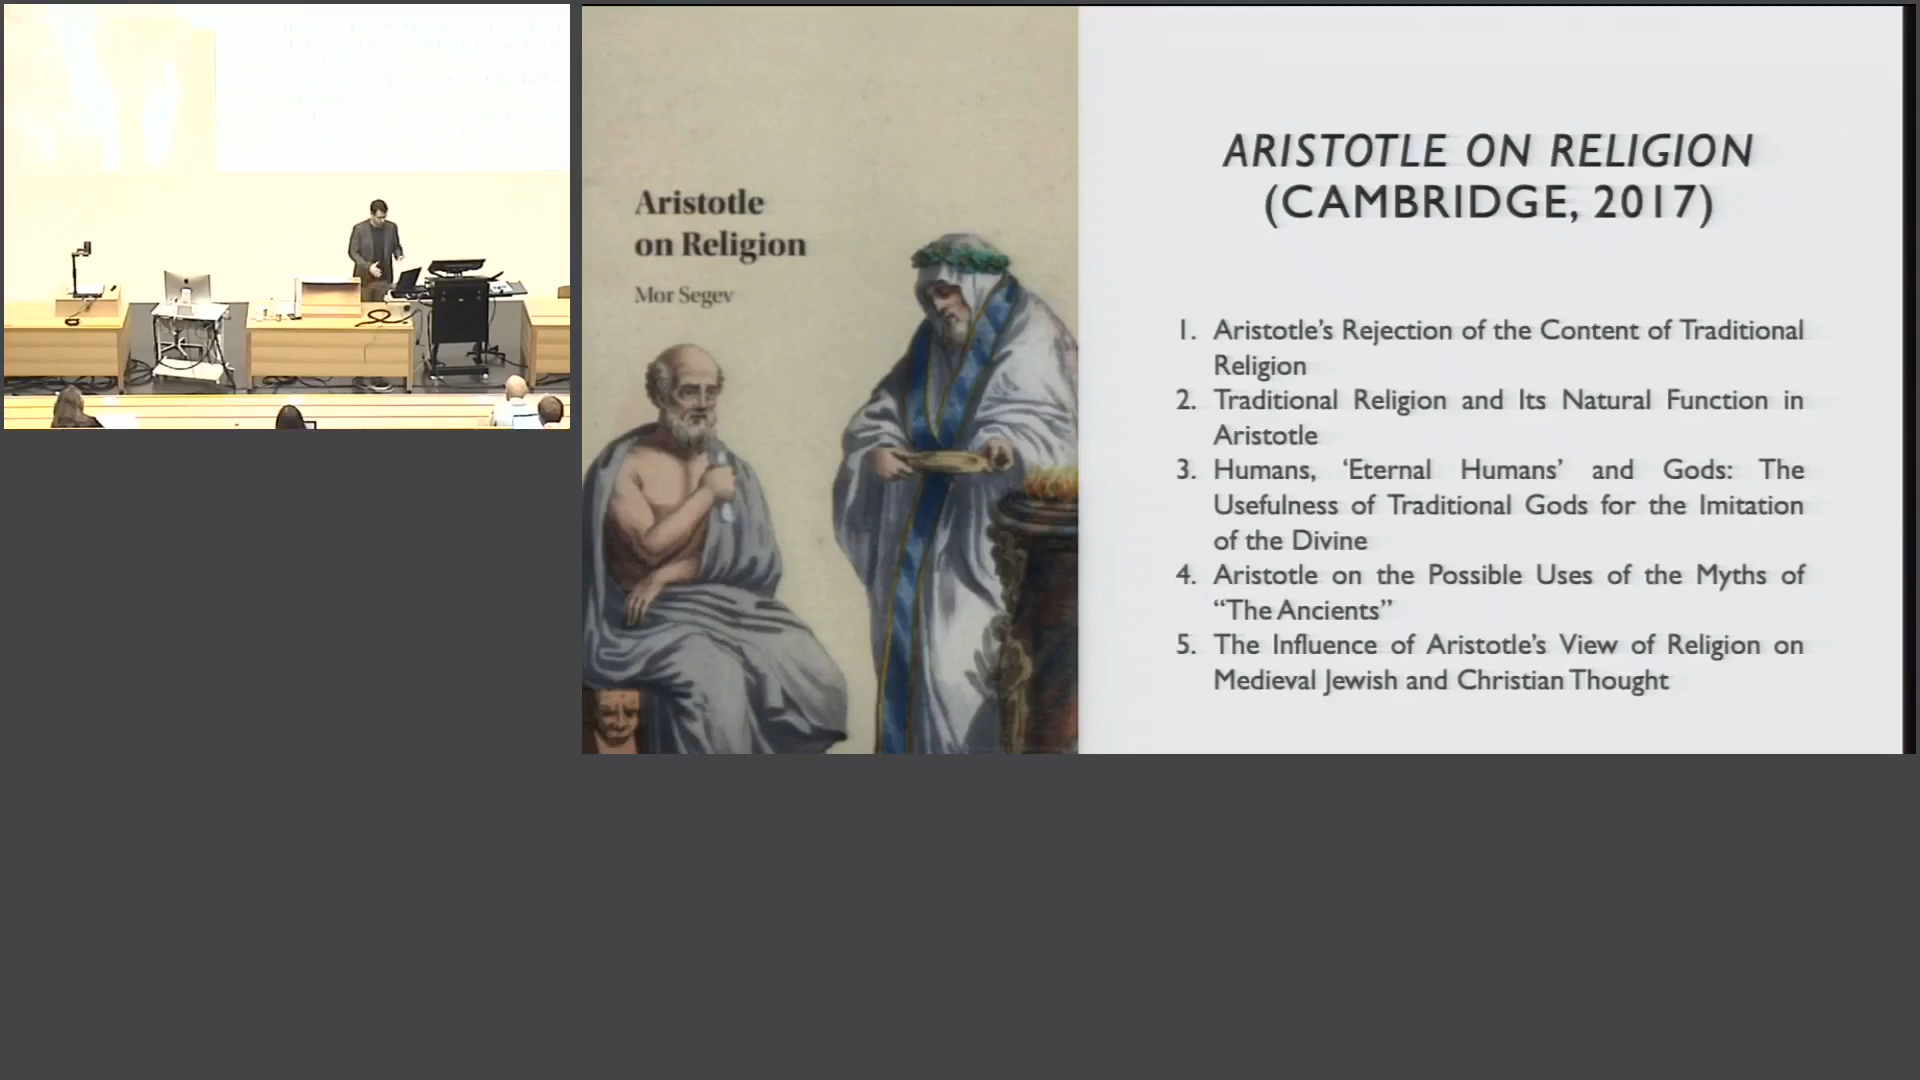 Aristotle
on Religion
Mor Segev
ARISTOTLE ON RELIGION
(CAMBRIDGE, 2017)
1. Aristotle’s Rejection of the Content of Traditional
Religion
2. Traditional Religion and Its Natural Function in
Aristotle
3. Humans, ‘Eternal Humans’ and Gods: The
Usefulness of Traditional Gods for the Imitation
of the Divine
4. Aristotle on the Possible Uses of the Myths of
“The Ancients”
5. The Influence of Aristotle’s View of Religion on
Medieval Jewish and Christian Thought